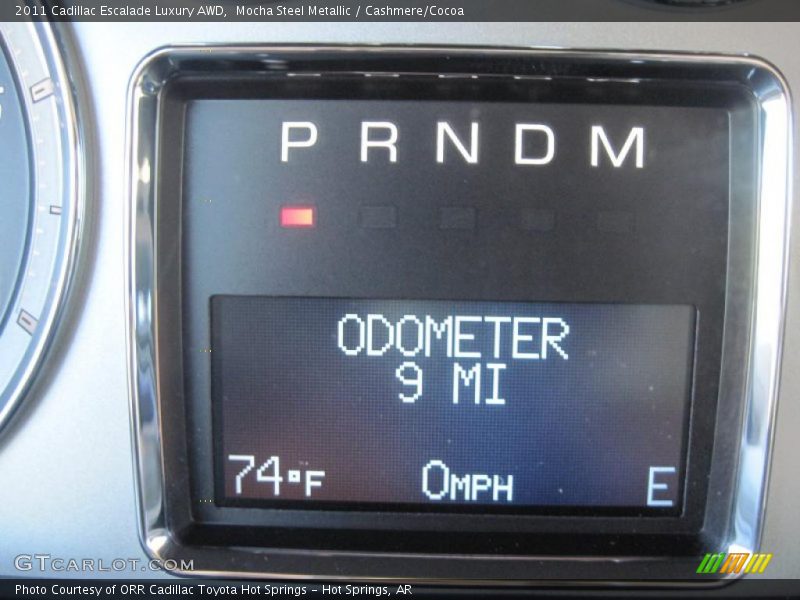 2011 Cadillac Escalade Luxury AWD, Mocha Steel Metallic / Cashmere/Cocoa
P R N D M
ODOMETER
9 MI
74°F 0MPH E
GTCARLOT.COM
Photo Courtesy of ORR Cadillac Toyota Hot Springs - Hot Springs, AR